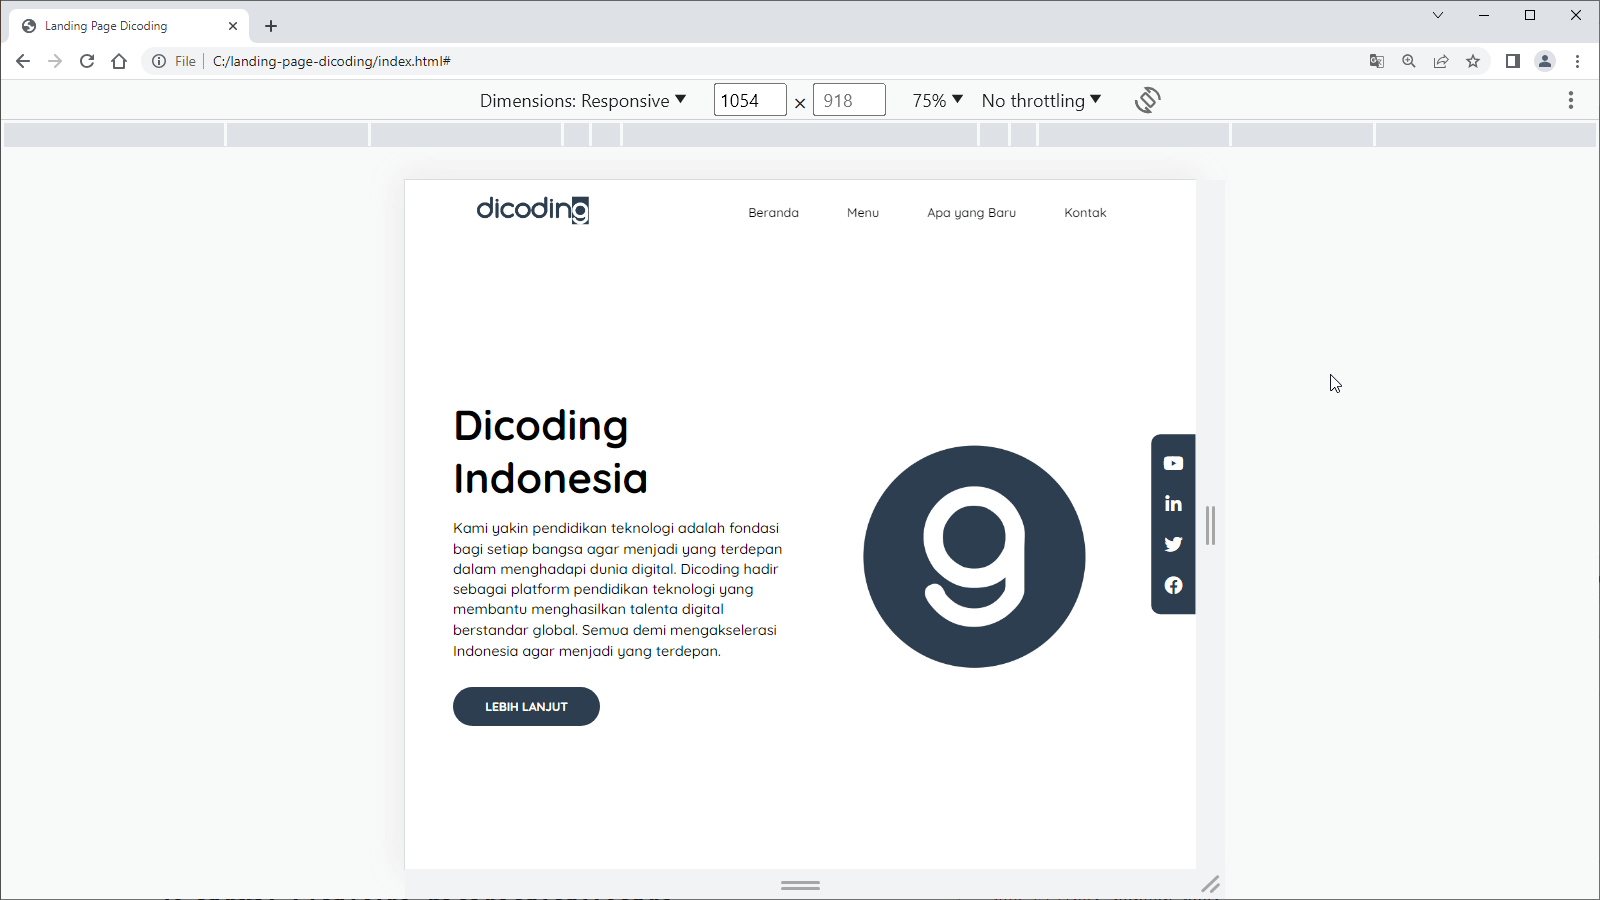 Landing Page Dicoding
File
C:/landing-page-dicoding/index.html#
Dimensions: Responsive ▼ 1054 × 918 75% ▼ No throttling ▼
dicoding
Beranda Menu Apa yang Baru Kontak
Dicoding
Indonesia
Kami yakin pendidikan teknologi adalah fondasi
bagi setiap bangsa agar menjadi yang terdepan
dalam menghadapi dunia digital. Dicoding hadir
sebagai platform pendidikan teknologi yang
membantu menghasilkan talenta digital
berstandar global. Semua demi mengakselerasi
Indonesia agar menjadi yang terdepan.
LEBIH LANJUT
g
in